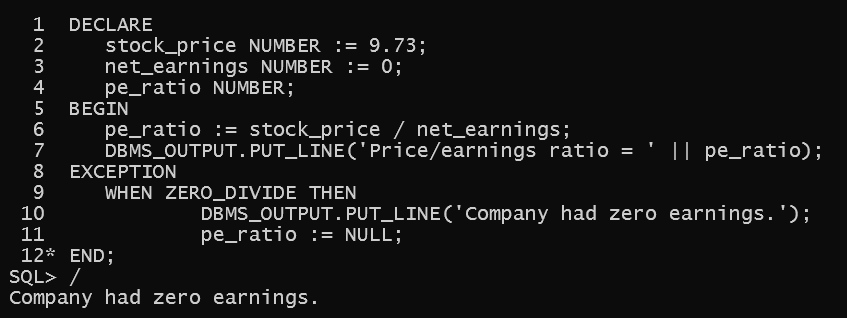 1 DECLARE
2 stock_price NUMBER := 9.73;
3 net_earnings NUMBER := 0;
4 pe_ratio NUMBER;
5 BEGIN
6 pe_ratio := stock_price / net_earnings;
7 DBMS_OUTPUT.PUT_LINE('Price/earnings ratio = ' || pe_ratio);
8 EXCEPTION
9 WHEN ZERO_DIVIDE THEN
10 DBMS_OUTPUT.PUT_LINE('Company had zero earnings.');
11 pe_ratio := NULL;
12* END;
SQL> /
Company had zero earnings.